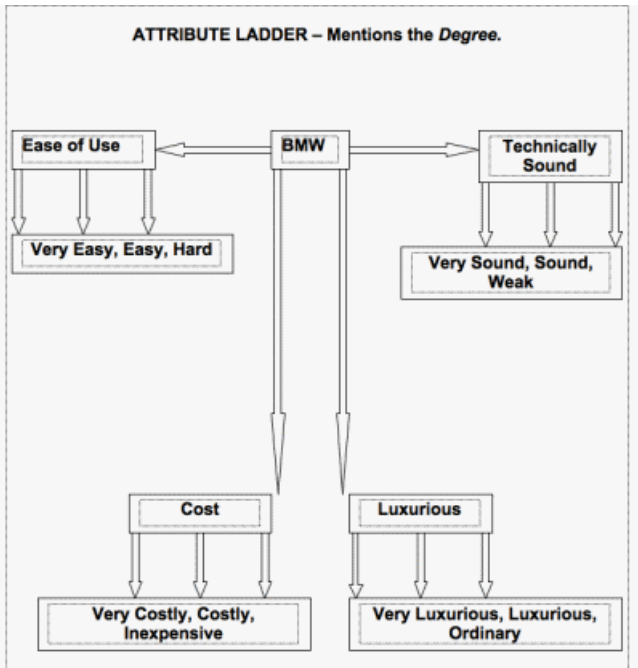 ATTRIBUTE LADDER – Mentions the Degree.
Ease of Use
BMW
Technically
Sound
Very Easy, Easy, Hard
Very Sound, Sound,
Weak
Cost
Luxurious
Very Costly, Costly,
Inexpensive
Very Luxurious, Luxurious,
Ordinary